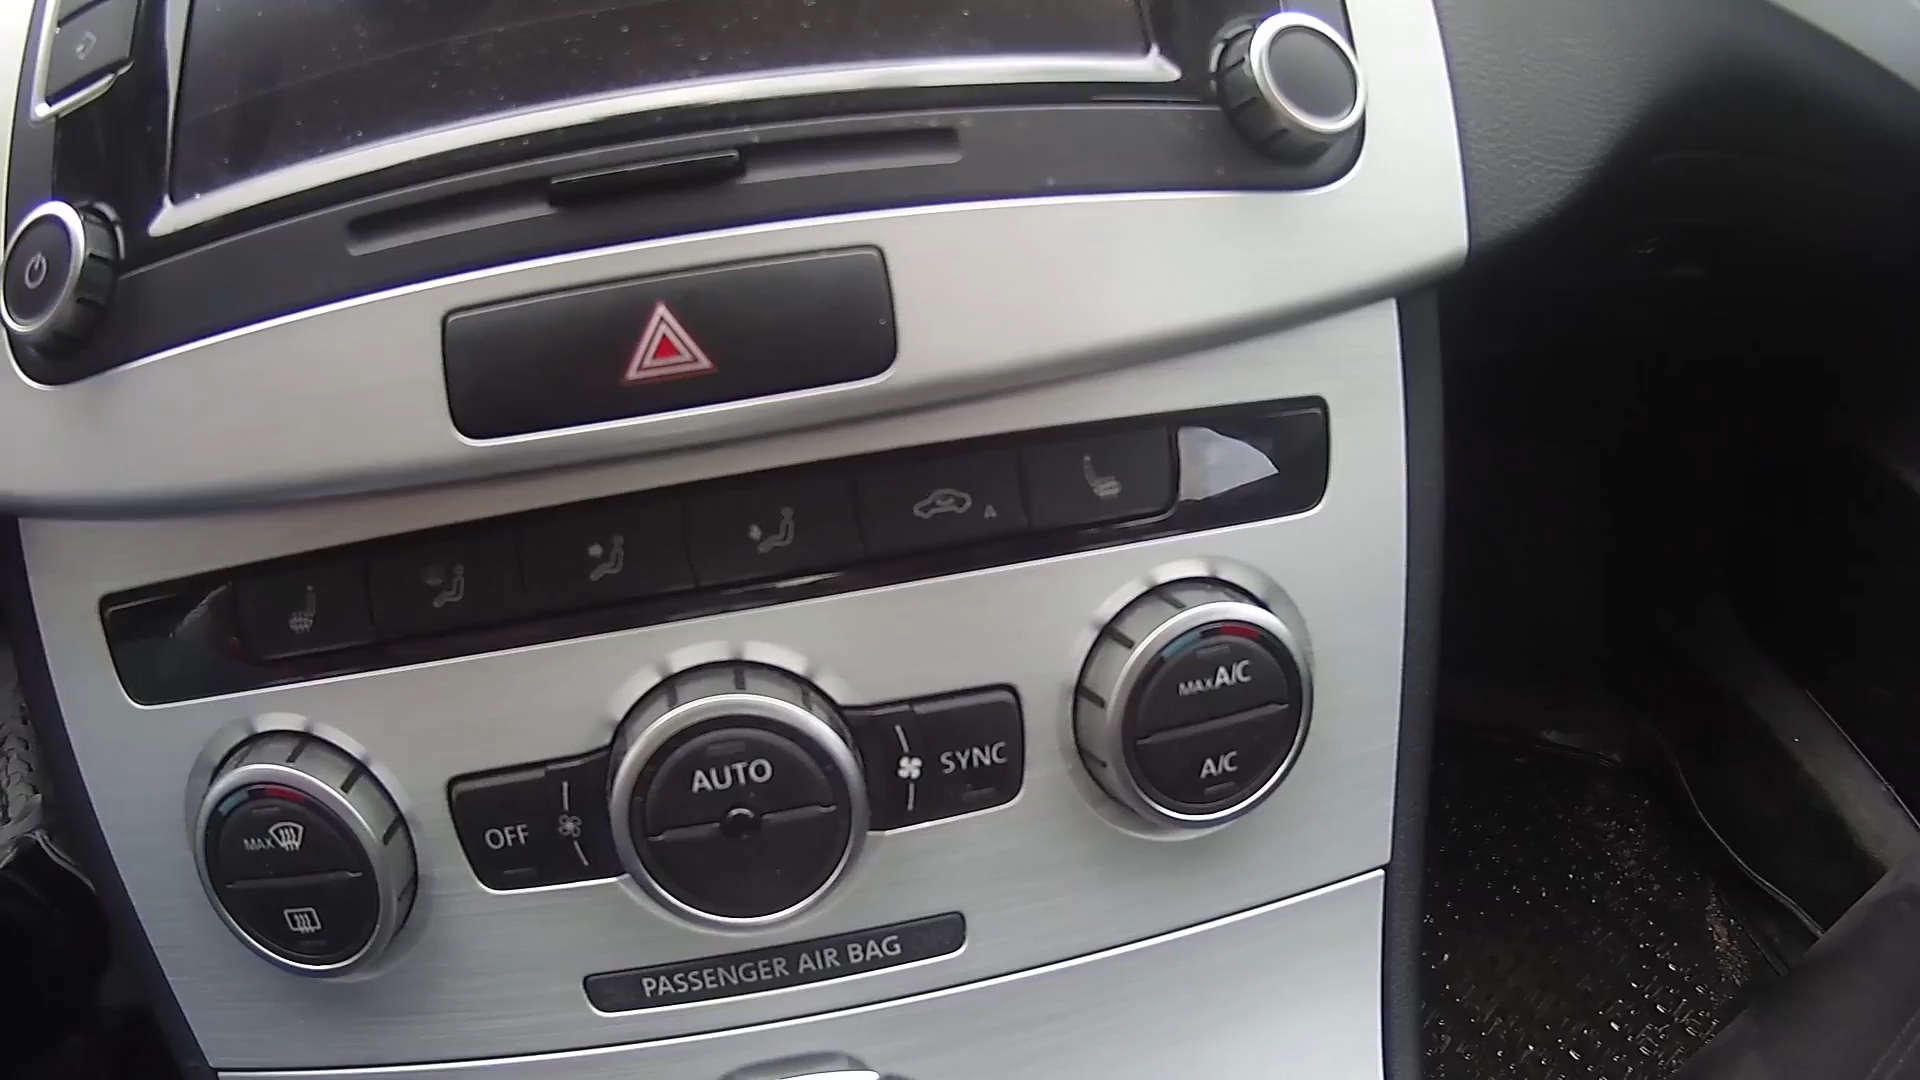 A
MAX A/C
A/C
AUTO
SYNC
OFF
MAX
PASSENGER AIR BAG